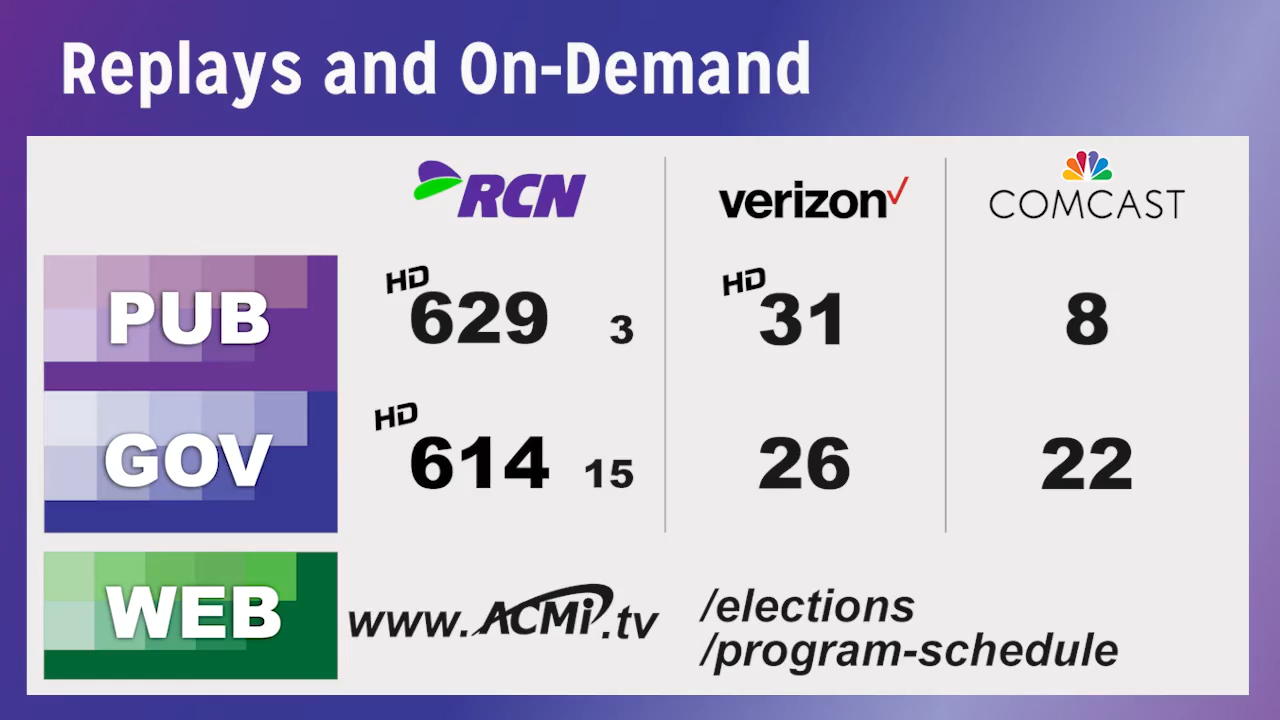 Replays and On-Demand
RCN verizon COMCAST
PUB HD 629 3 HD 31 8
GOV HD 614 15 26 22
WEB www.ACMi.tv /elections
/program-schedule